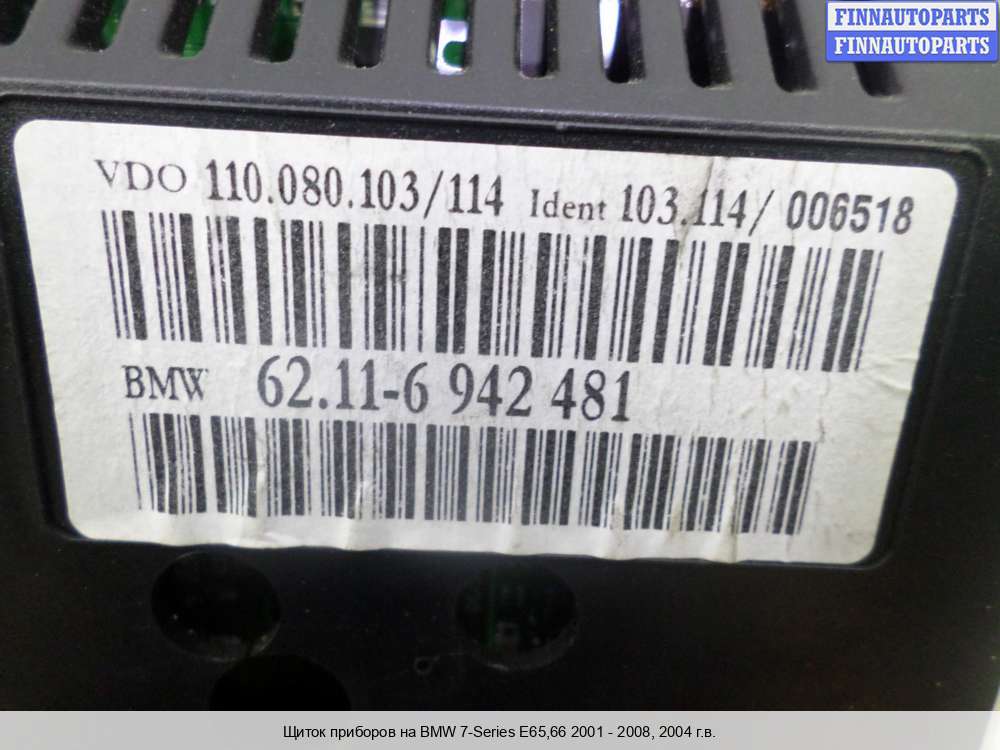 FINNAUTOPARTS
FINNAUTOPARTS
VDO 110.080.103/114 Ident 103.114/ 006518
BMW 62.11-6 942 481
Щиток приборов на BMW 7-Series E65,66 2001 - 2008, 2004 г.в.